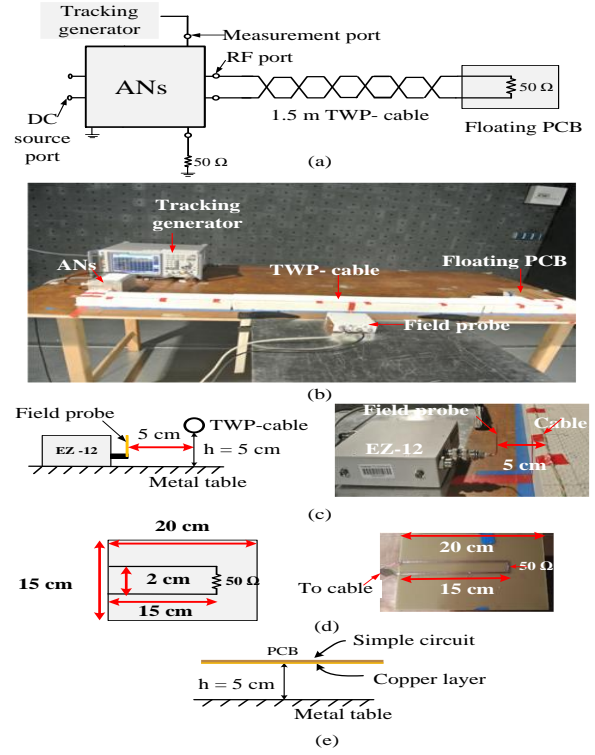 Tracking
generator
Measurement port
RF port
ANs
DC
source
port
50 Ω
1.5 m TWP- cable
50 Ω
Floating PCB
(a)
Tracking
generator
ANs
TWP- cable
Floating PCB
Field probe
(b)
Field probe
5 cm
TWP-cable
EZ -12
h = 5 cm
Metal table
Field probe
Cable
EZ-12
5 cm
(c)
20 cm
15 cm
2 cm
50 Ω
15 cm
20 cm
50 Ω
To cable
15 cm
(d)
PCB
Simple circuit
Copper layer
h = 5 cm
Metal table
(e)